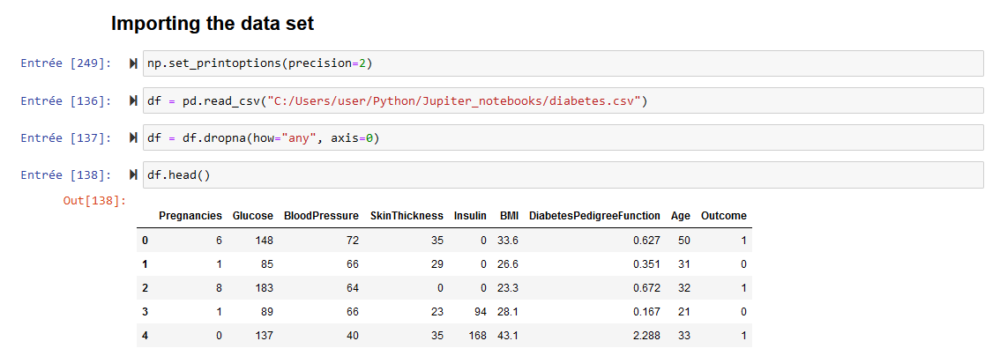 Importing the data set
Entrée [249]: np.set_printoptions(precision=2)
Entrée [136]: df = pd.read_csv("C:/Users/user/Python/Jupiter_notebooks/diabetes.csv")
Entrée [137]: df = df.dropna(how="any", axis=0)
Entrée [138]: df.head()
Out[138]:
Pregnancies Glucose BloodPressure SkinThickness Insulin BMI DiabetesPedigreeFunction Age Outcome
0 6 148 72 35 0 33.6 0.627 50 1
1 1 85 66 29 0 26.6 0.351 31 0
2 8 183 64 0 0 23.3 0.672 32 1
3 1 89 66 23 94 28.1 0.167 21 0
4 0 137 40 35 168 43.1 2.288 33 1